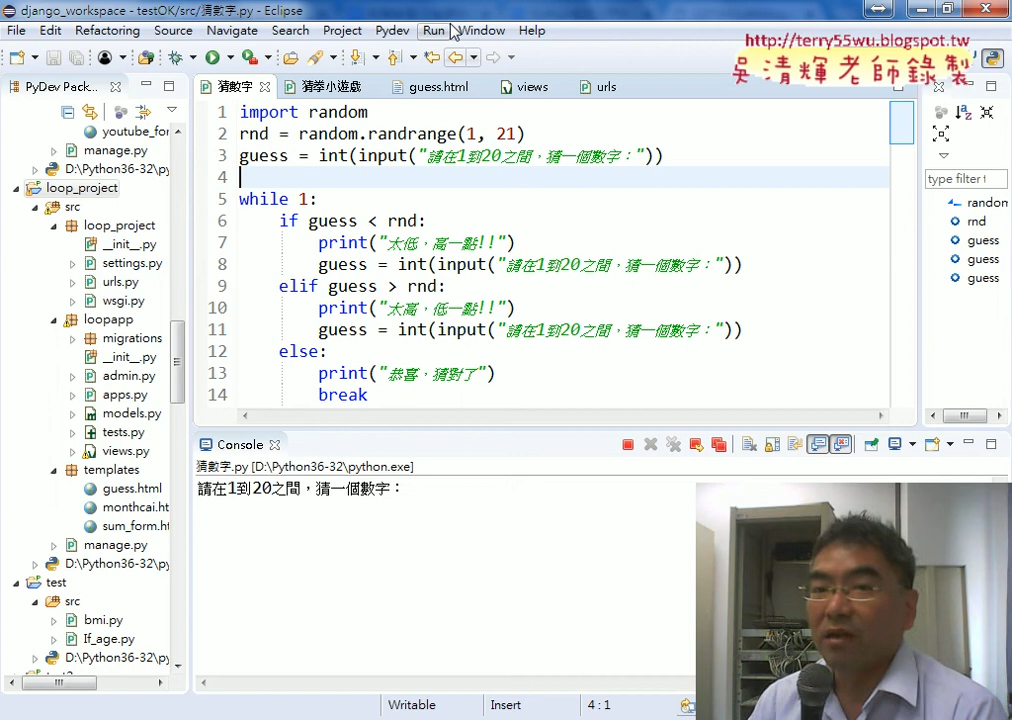 django_workspace - testOK/src/猜數字.py - Eclipse
File Edit Refactoring Source Navigate Search Project Pydev Run Window Help
http://terry55wu.blogspot.tw
吳清輝老師錄製
PyDev Pack...
猜數字
猜拳小遊戲
guess.html
views
urls
youtube_for
manage.py
D:\Python36-32\py
loop_project
src
loop_project
__init__.py
settings.py
urls.py
wsgi.py
loopapp
migrations
__init__.py
admin.py
apps.py
models.py
tests.py
views.py
templates
guess.html
monthcai.ht
sum_form.ht
manage.py
D:\Python36-32\py
test
src
bmi.py
If_age.py
D:\Python36-32\py
1 import random
2 rnd = random.randrange(1, 21)
3 guess = int(input("請在1到20之間，猜一個數字："))
4
5 while 1:
6 if guess < rnd:
7 print("太低，高一點!!")
8 guess = int(input("請在1到20之間，猜一個數字："))
9 elif guess > rnd:
10 print("太高，低一點!!")
11 guess = int(input("請在1到20之間，猜一個數字："))
12 else:
13 print("恭喜，猜對了")
14 break
type filter t
random
rnd
guess
guess
guess
Console
猜數字.py [D:\Python36-32\python.exe]
請在1到20之間，猜一個數字：
Writable Insert 4 : 1